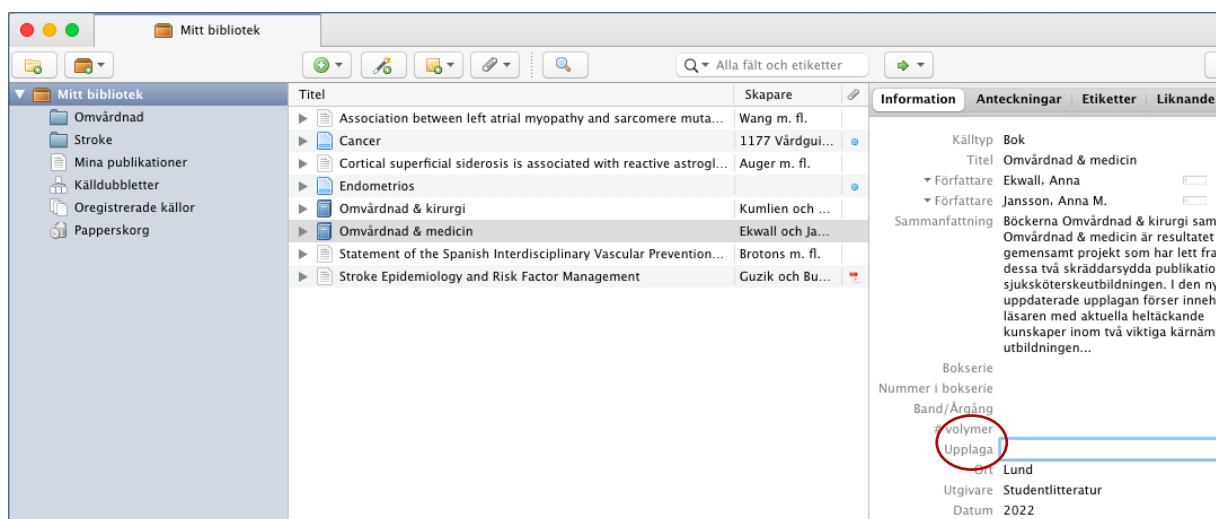 Mitt bibliotek
Alla fält och etiketter
Mitt bibliotek
Omvårdnad
Stroke
Mina publikationer
Källdubbletter
Oregistrerade källor
Papperskorg
Titel Skapare
Association between left atrial myopathy and sarcomere muta... Wang m. fl.
Cancer 1177 Vårdgui...
Cortical superficial siderosis is associated with reactive astrogl... Auger m. fl.
Endometrios
Omvårdnad & kirurgi Kumlien och ...
Omvårdnad & medicin Ekwall och Ja...
Statement of the Spanish Interdisciplinary Vascular Prevention... Brotons m. fl.
Stroke Epidemiology and Risk Factor Management Guzik och Bu...
Information Anteckningar Etiketter Liknande
Källtyp Bok
Titel Omvårdnad & medicin
Författare Ekwall, Anna
Författare Jansson, Anna M.
Sammanfattning Böckerna Omvårdnad & kirurgi sam
Omvårdnad & medicin är resultatet
gemensamt projekt som har lett fra
dessa två skräddarsydda publikatio
sjuksköterskeutbildningen. I den ny
uppdaterade upplagan förser inneh
läsaren med aktuella heltäckande
kunskaper inom två viktiga kärnäm
utbildningen...
Bokserie
Nummer i bokserie
Band/Årgång
# volymer
Upplaga
Ort Lund
Utgivare Studentlitteratur
Datum 2022